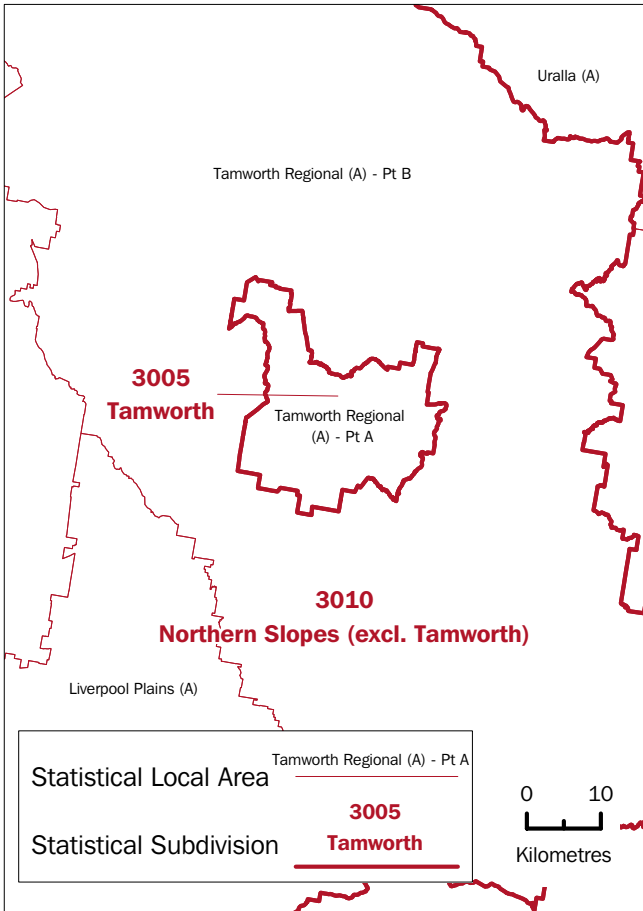 Uralla (A)
Tamworth Regional (A) - Pt B
3005
Tamworth
Tamworth Regional
(A) - Pt A
3010
Northern Slopes (excl. Tamworth)
Liverpool Plains (A)
Statistical Local Area
Tamworth Regional (A) - Pt A
Statistical Subdivision
3005
Tamworth
0 10
Kilometres